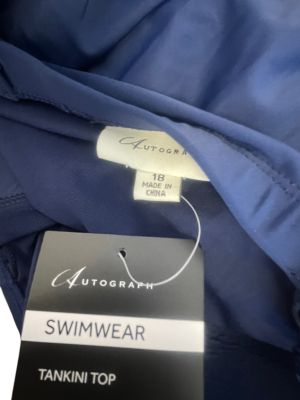 AUTOGRAPH
18
MADE IN
CHINA
AUTOGRAPH
SWIMWEAR
TANKINI TOP